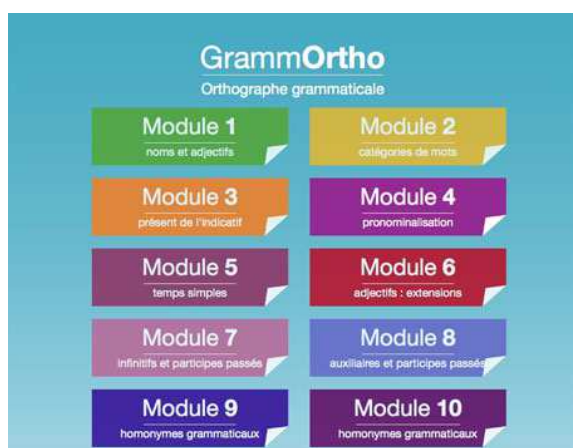 GrammOrtho
Orthographe grammaticale
Module 1
noms et adjectifs
Module 2
catégories de mots
Module 3
présent de l'indicatif
Module 4
pronominalisation
Module 5
temps simples
Module 6
adjectifs : extensions
Module 7
infinitifs et participes passés
Module 8
auxiliaires et participes passés
Module 9
homonymes grammaticaux
Module 10
homonymes grammaticaux